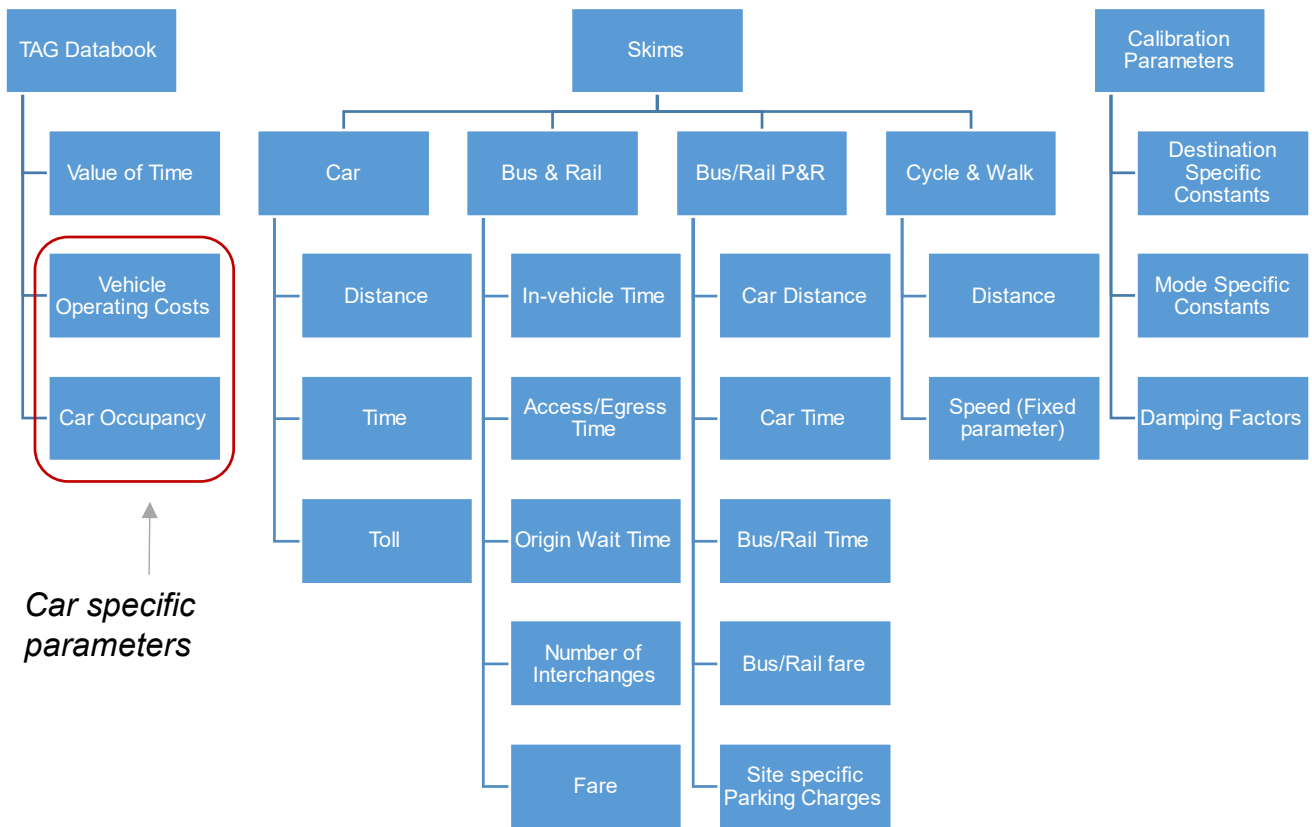 TAG Databook
Value of Time
Vehicle
Operating Costs
Car Occupancy
Car specific
parameters
Skims
Car
Distance
Time
Toll
Bus & Rail
In-vehicle Time
Access/Egress
Time
Origin Wait Time
Number of
Interchanges
Fare
Bus/Rail P&R
Car Distance
Car Time
Bus/Rail Time
Bus/Rail fare
Site specific
Parking Charges
Cycle & Walk
Distance
Speed (Fixed
parameter)
Calibration
Parameters
Destination
Specific
Constants
Mode Specific
Constants
Damping Factors